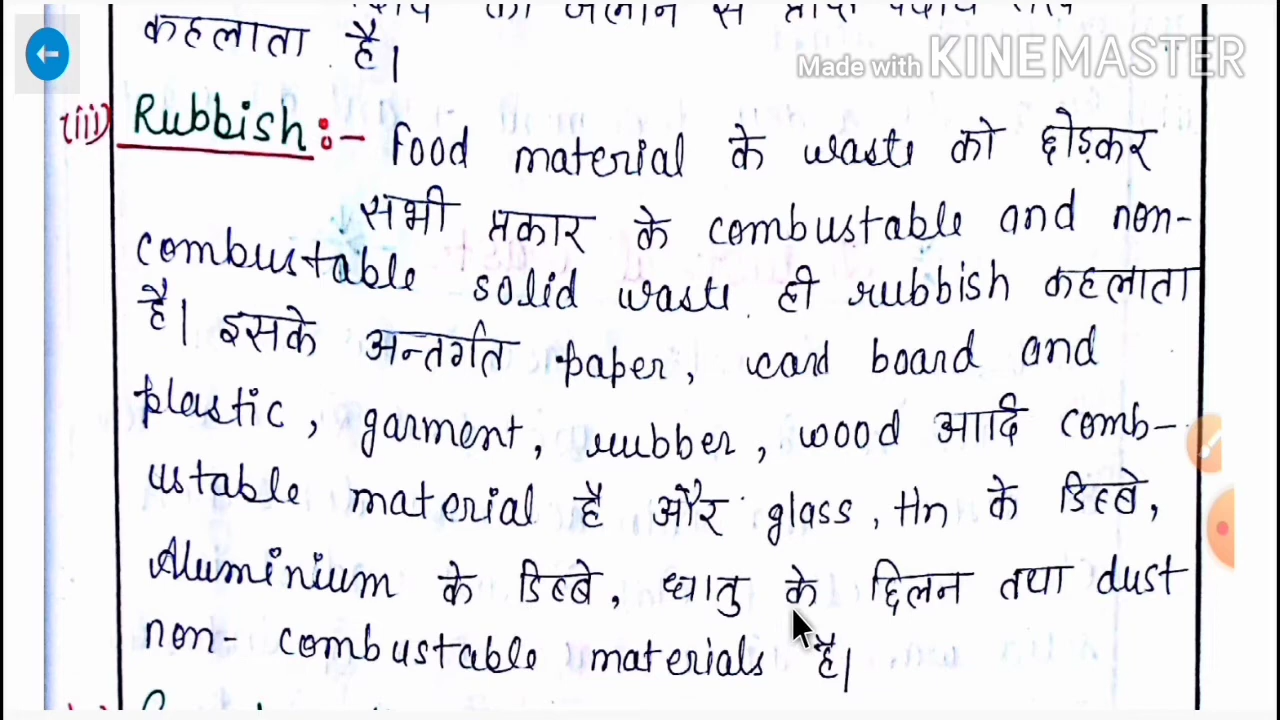 कहलाता है।
Made with KINEMASTER
(iii) Rubbish :- food material के waste को छोड़कर
सभी प्रकार के combustable and non-
combustable solid waste ही rubbish कहलाता
है। इसके अन्तर्गत paper, card board and
plastic, garment, rubber, wood आदि comb-
ustable material है और glass, tin के डिब्बे,
Aluminium के डिब्बे, धातु के छिलन तथा dust
non- combustable materials है।